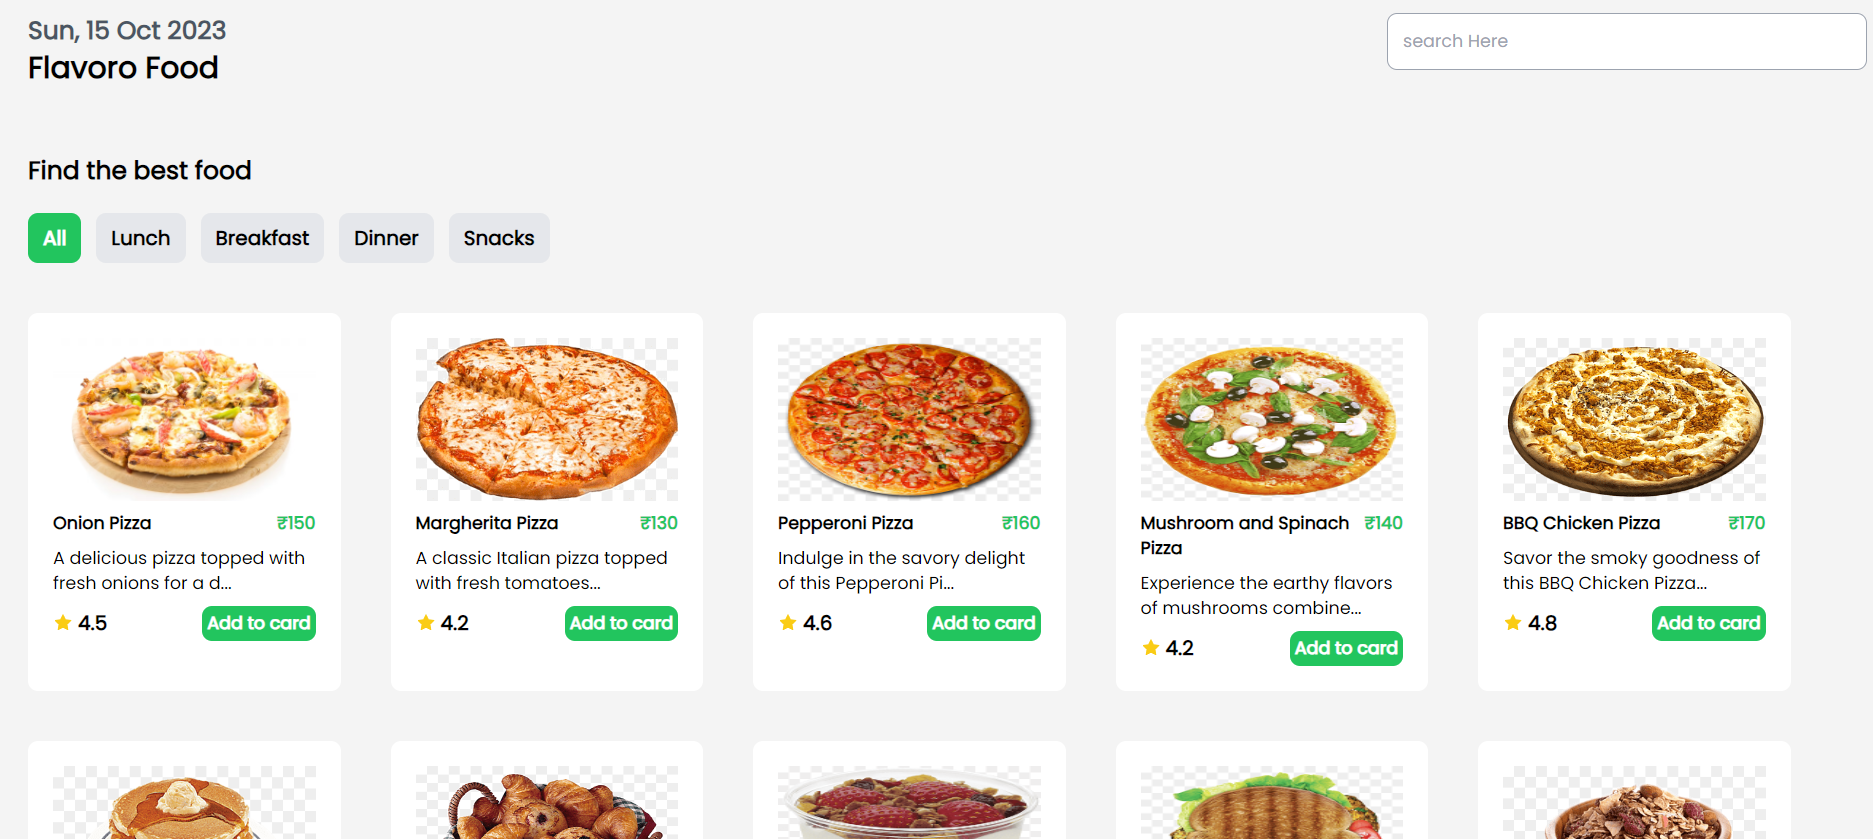 Sun, 15 Oct 2023
search Here
Flavoro Food
Find the best food
All Lunch Breakfast Dinner Snacks
Onion Pizza ₹150
A delicious pizza topped with
fresh onions for a d...
4.5 Add to card
Margherita Pizza ₹130
A classic Italian pizza topped
with fresh tomatoes...
4.2 Add to card
Pepperoni Pizza ₹160
Indulge in the savory delight
of this Pepperoni Pi...
4.6 Add to card
Mushroom and Spinach ₹140
Pizza
Experience the earthy flavors
of mushrooms combine...
4.2 Add to card
BBQ Chicken Pizza ₹170
Savor the smoky goodness of
this BBQ Chicken Pizza...
4.8 Add to card